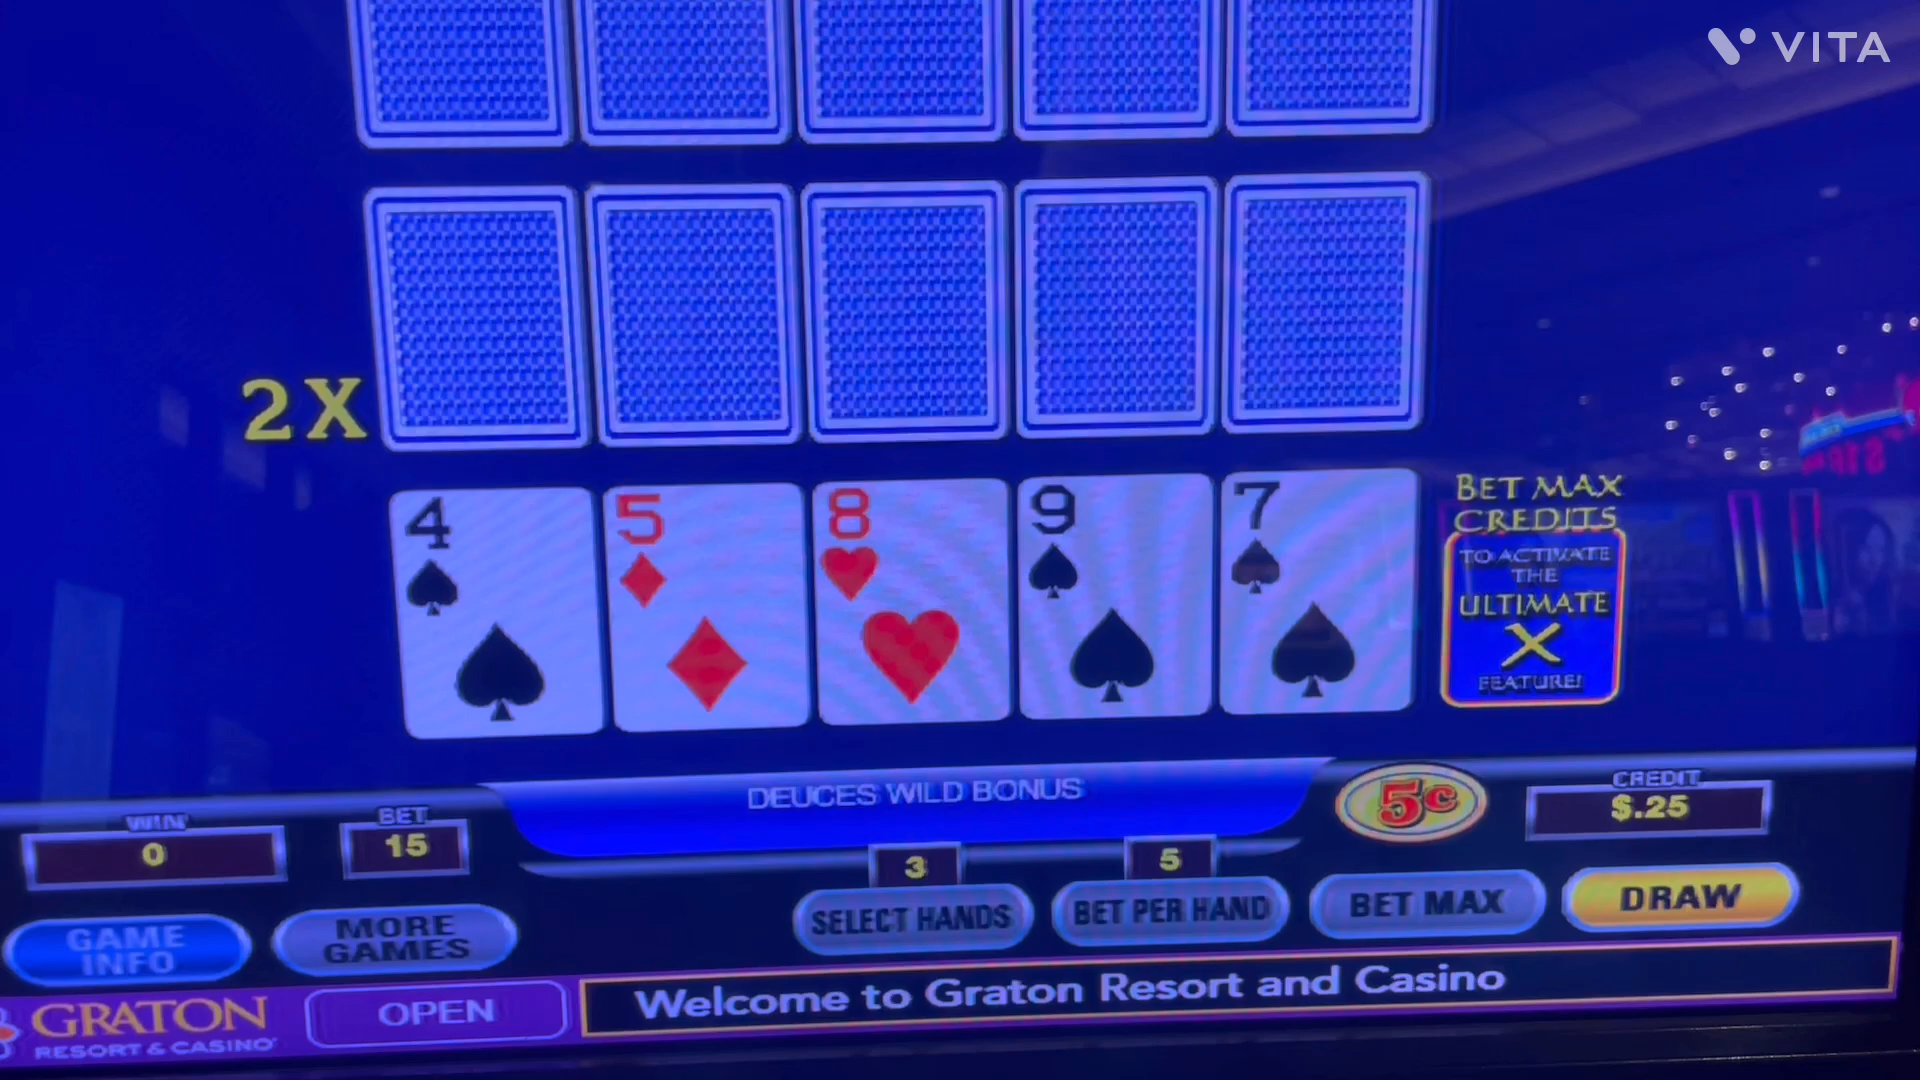 VITA
2X
4
5
8
9
7
BET MAX
CREDITS
TO ACTIVATE
THE
ULTIMATE
X
FEATURE!
DEUCES WILD BONUS
5¢
CREDIT
$.25
WIN
0
BET
15
3
5
GAME
INFO
MORE
GAMES
SELECT HANDS
BET PER HAND
BET MAX
DRAW
GRATON
RESORT & CASINO
OPEN
Welcome to Graton Resort and Casino